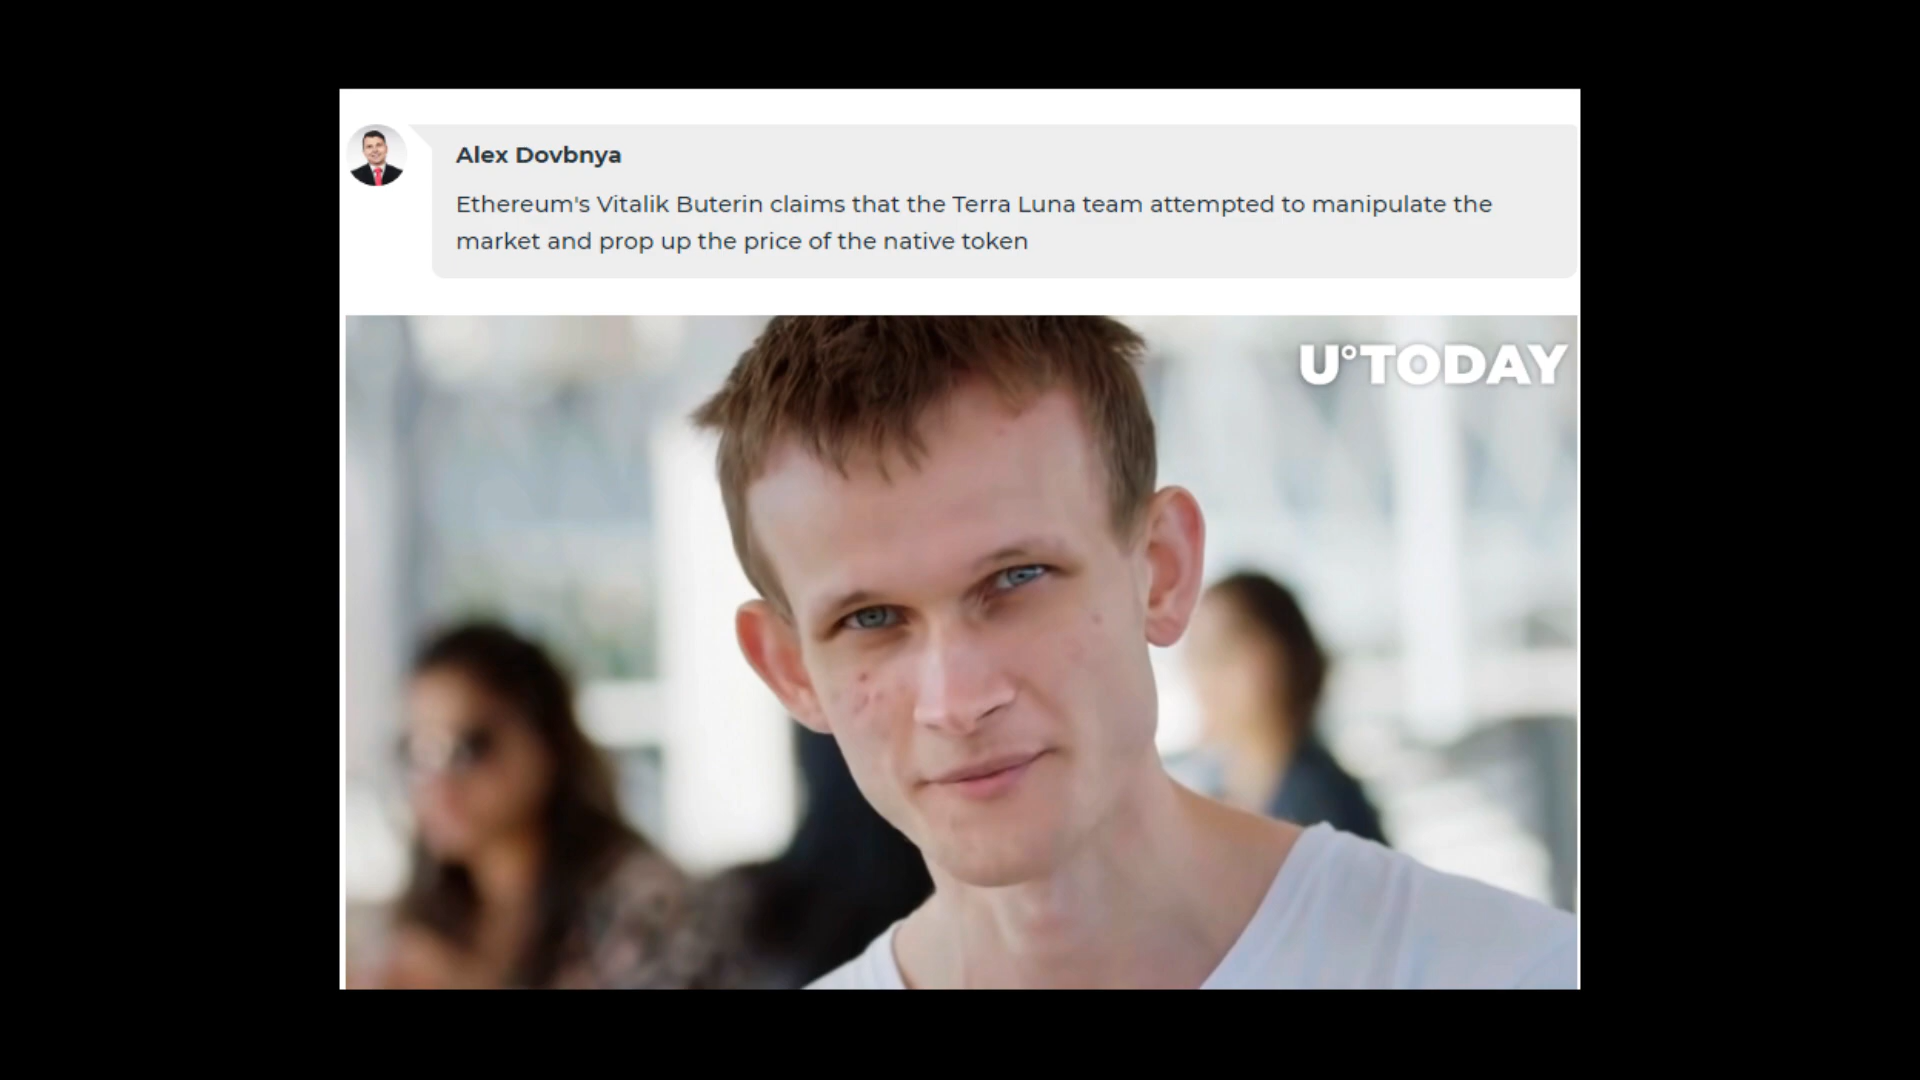 Alex Dovbnya
Ethereum's Vitalik Buterin claims that the Terra Luna team attempted to manipulate the
market and prop up the price of the native token
U°TODAY